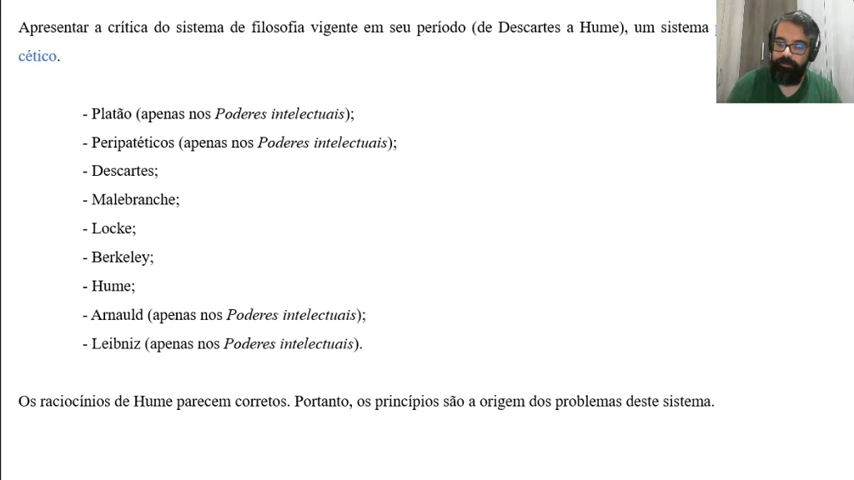 Apresentar a crítica do sistema de filosofia vigente em seu período (de Descartes a Hume), um sistema
cético.
- Platão (apenas nos Poderes intelectuais);
- Peripatéticos (apenas nos Poderes intelectuais);
- Descartes;
- Malebranche;
- Locke;
- Berkeley;
- Hume;
- Arnauld (apenas nos Poderes intelectuais);
- Leibniz (apenas nos Poderes intelectuais).
Os raciocínios de Hume parecem corretos. Portanto, os princípios são a origem dos problemas deste sistema.